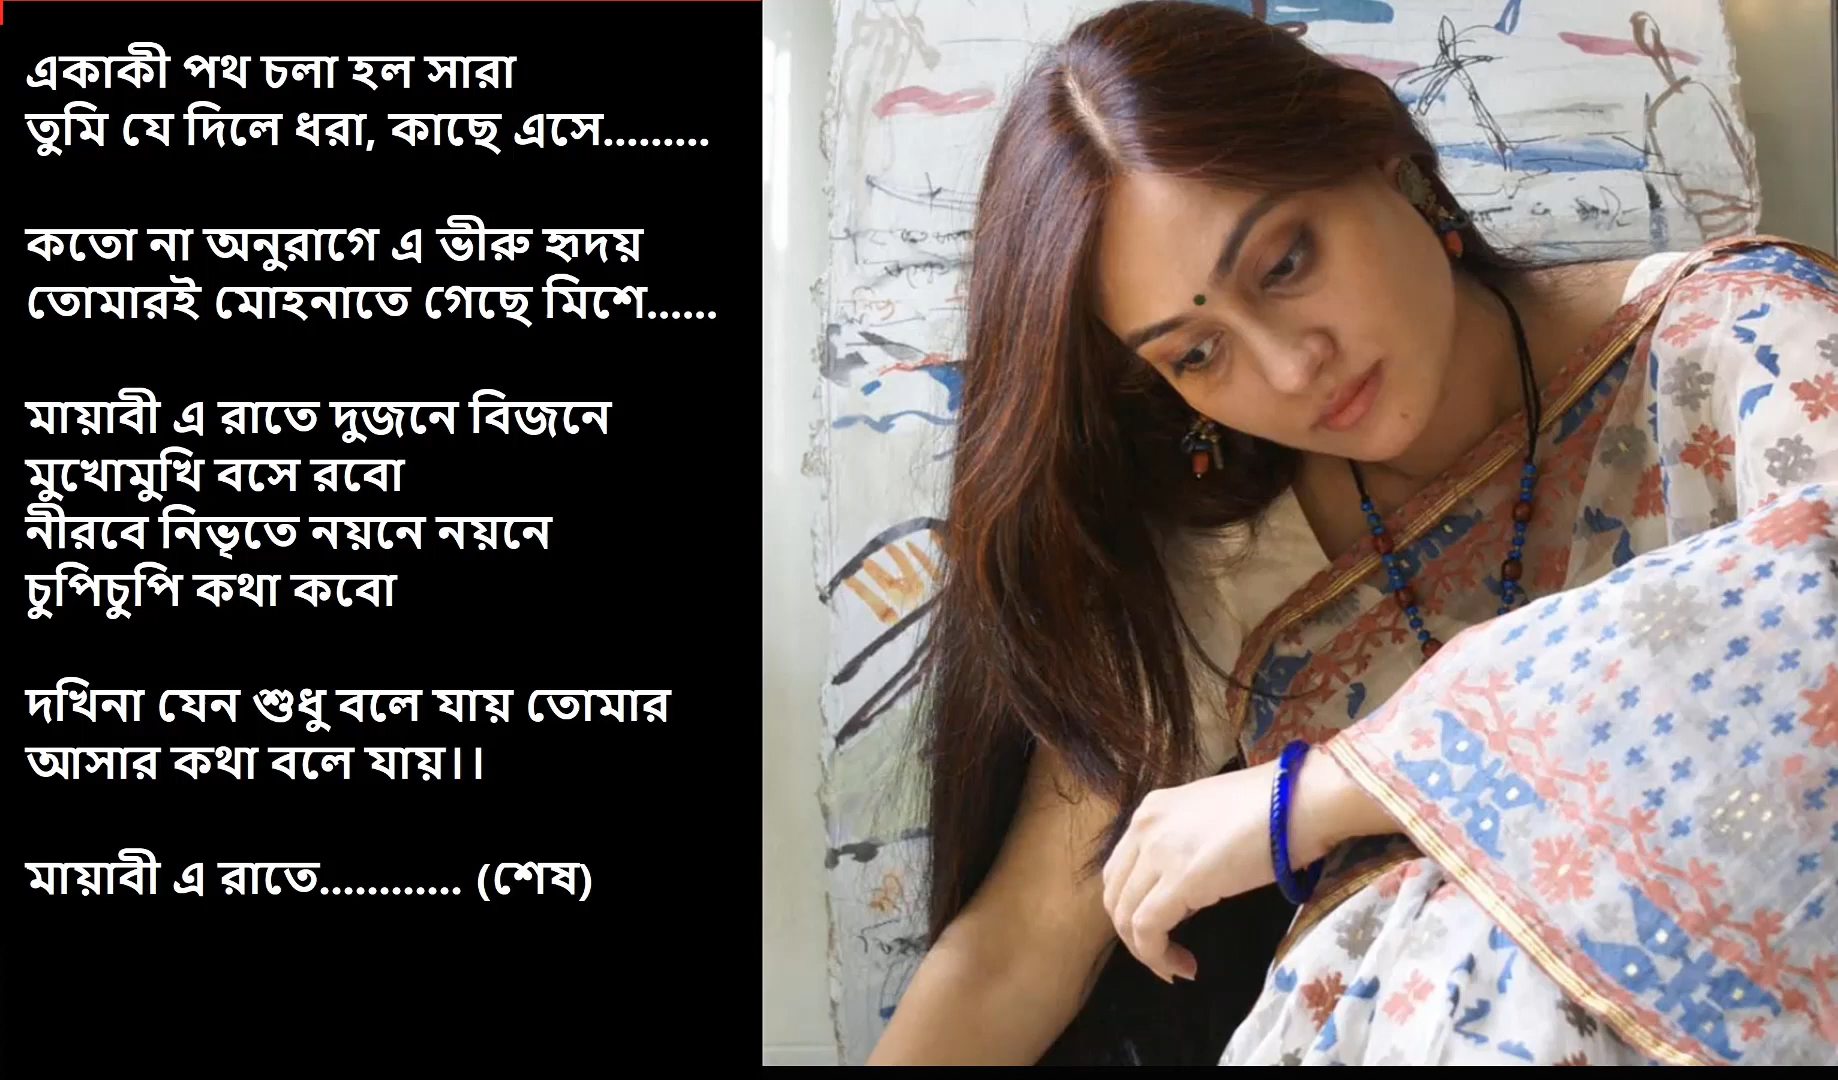 একাকী পথ চলা হল সারা
তুমি যে দিলে ধরা, কাছে এসে.........
কতো না অনুরাগে এ ভীরু হৃদয়
তোমারই মোহনাতে গেছে মিশে......
মায়াবী এ রাতে দুজনে বিজনে
মুখোমুখি বসে রবো
নীরবে নিভৃতে নয়নে নয়নে
চুপিচুপি কথা কবো
দখিনা যেন শুধু বলে যায় তোমার
আসার কথা বলে যায়।।
মায়াবী এ রাতে............ (শেষ)